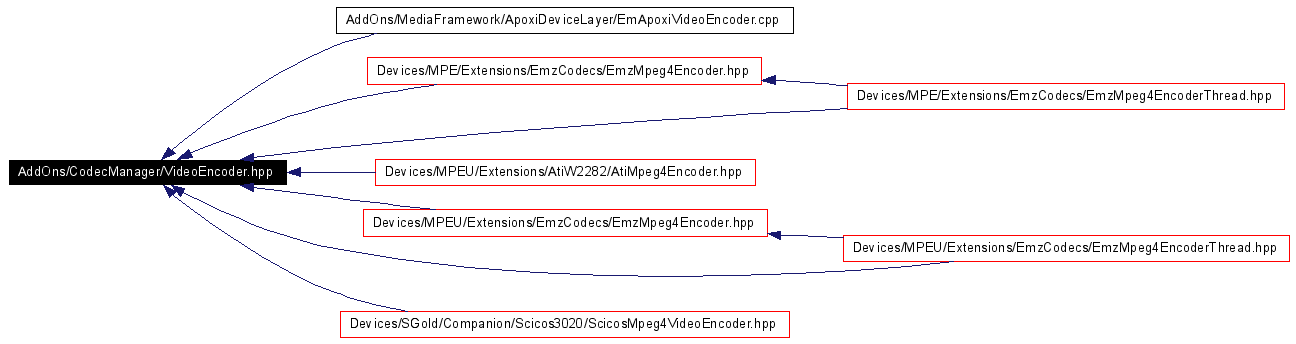 AddOns/MediaFramework/ApoxiDeviceLayer/EmApoxiVideoEncoder.cpp
Devices/MPE/Extensions/EmzCodecs/EmzMpeg4Encoder.hpp
Devices/MPE/Extensions/EmzCodecs/EmzMpeg4EncoderThread.hpp
AddOns/CodecManager/VideoEncoder.hpp
Devices/MPEU/Extensions/AtiW2282/AtiMpeg4Encoder.hpp
Devices/MPEU/Extensions/EmzCodecs/EmzMpeg4Encoder.hpp
Devices/MPEU/Extensions/EmzCodecs/EmzMpeg4EncoderThread.hpp
Devices/SGold/Companion/Scicos3020/ScicosMpeg4VideoEncoder.hpp